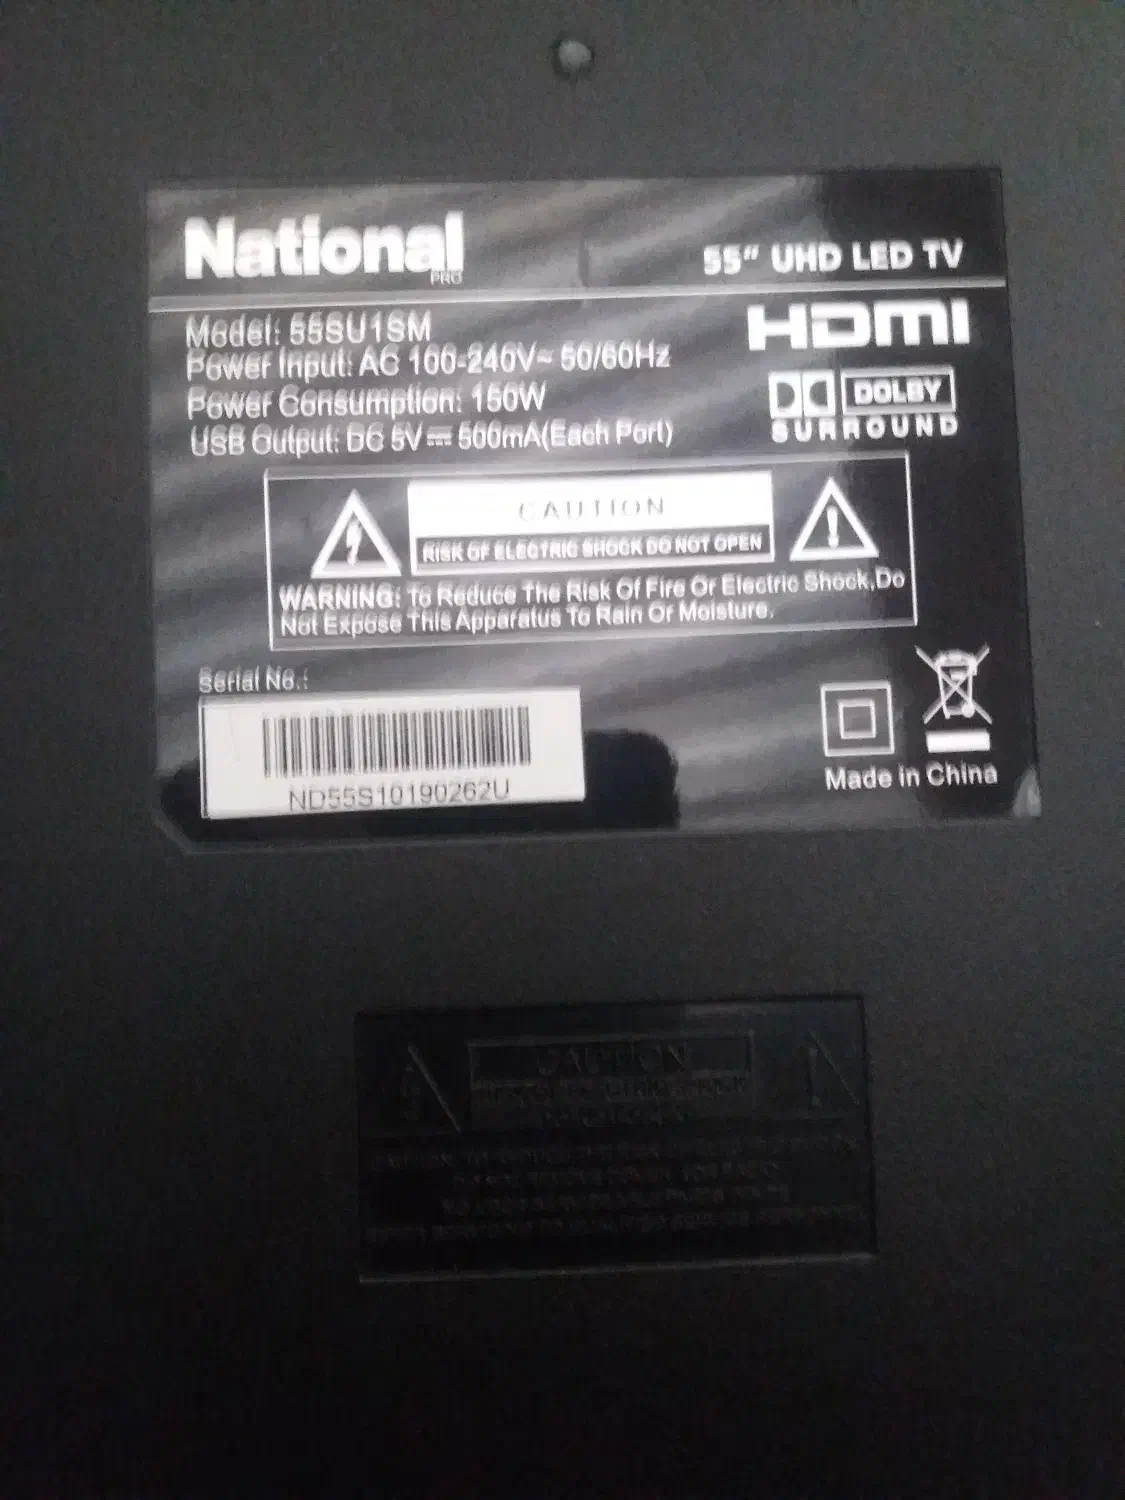 National
PRO
55" UHD LED TV
Model: 55SU1SM
Power Input: AC 100-240V~ 50/60Hz
Power Consumption: 150W
USB Output: DC 5V⎓500mA(Each Port)
HDMI
DOLBY
SURROUND
CAUTION
RISK OF ELECTRIC SHOCK DO NOT OPEN
WARNING: To Reduce The Risk Of Fire Or Electric Shock,Do
Not Expose This Apparatus To Rain Or Moisture.
Serial No.:
ND55S10190262U
Made in China
CAUTION